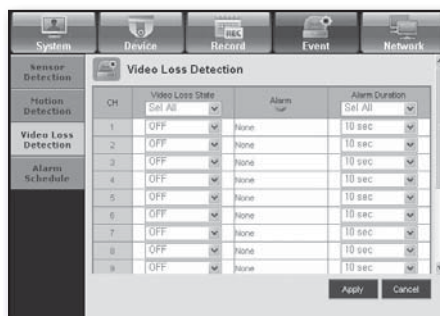 REC
System Device Record Event Network
Sensor Detection
Motion Detection
Video Loss Detection
Alarm Schedule
Video Loss Detection
CH Video Loss State Alarm Alarm Duration
Sel All Sel All
1 OFF None 10 sec
2 OFF None 10 sec
3 OFF None 10 sec
4 OFF None 10 sec
5 OFF None 10 sec
6 OFF None 10 sec
7 OFF None 10 sec
8 OFF None 10 sec
9 OFF None 10 sec
Apply Cancel